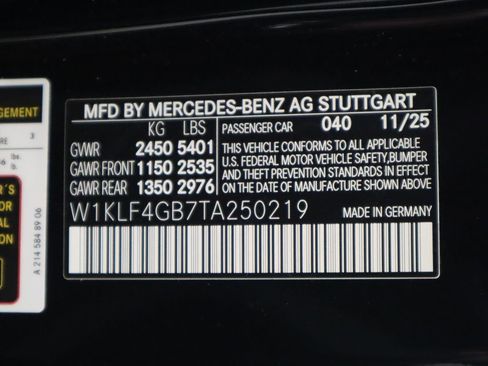 MFD BY MERCEDES-BENZ AG STUTTGART
KG LBS
PASSENGER CAR 040 11/25
GVWR 2450 5401
GAWR FRONT 1150 2535
GAWR REAR 1350 2976
THIS VEHICLE CONFORMS TO ALL APPLICABLE
U.S. FEDERAL MOTOR VEHICLE SAFETY, BUMPER
AND THEFT PREVENTION STANDARDS IN EFFECT
ON THE DATE OF MANUFACTURE SHOWN ABOVE.
W1KLF4GB7TA250219 MADE IN GERMANY
3
lbs.
A 214 584 89 06